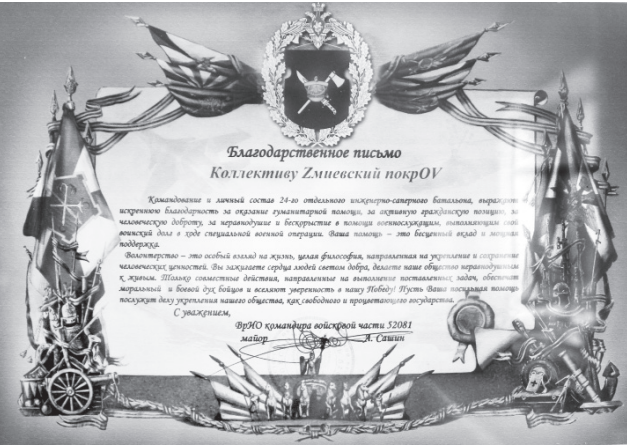 Благодарственное письмо
Коллективу Zмиевский покрОV
Командование и личный состав 24-го отдельного инженерно-саперного батальона, выражает
искреннюю благодарность за оказание гуманитарной помощи, за активную гражданскую позицию, за
человеческую доброту, за неравнодушие и бескорыстие в помощи военнослужащим, выполняющим свой
воинский долг в ходе специальной военной операции. Ваша помощь – это бесценный вклад и мощная
поддержка.
Волонтерство – это особый взгляд на жизнь, целая философия, направленная на укрепление и сохранение
человеческих ценностей. Вы зажигаете сердца людей светом добра, делаете наше общество неравнодушным
к живым. Только совместные действия, направленные на выполнение поставленных задач, обеспечат
моральный и боевой дух бойцов и вселяют уверенность в нашу Победу! Пусть Ваша посильная помощь
послужит делу укрепления нашего общества, как свободного и процветающего государства.
С уважением,
ВрИО командира войсковой части 52081
майор А. Сашин